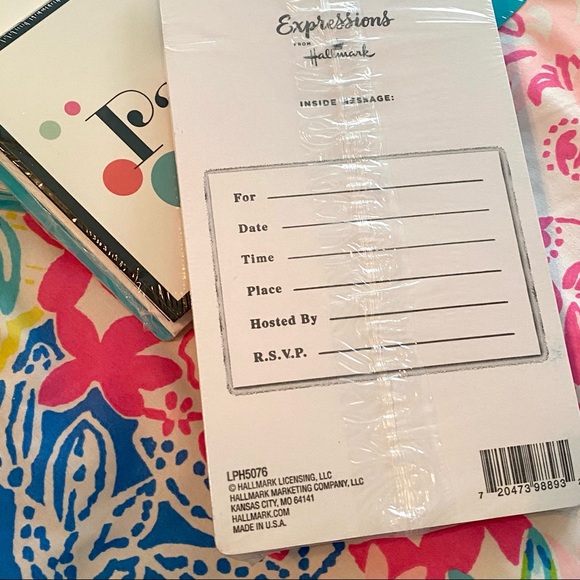 Expressions
FROM
Hallmark
INSIDE MESSAGE:
For
Date
Time
Place
Hosted By
R.S.V.P.
LPH5076
© HALLMARK LICENSING, LLC
HALLMARK MARKETING COMPANY, LLC
KANSAS CITY, MO 64141
HALLMARK.COM
MADE IN U.S.A.
7 20473 98893